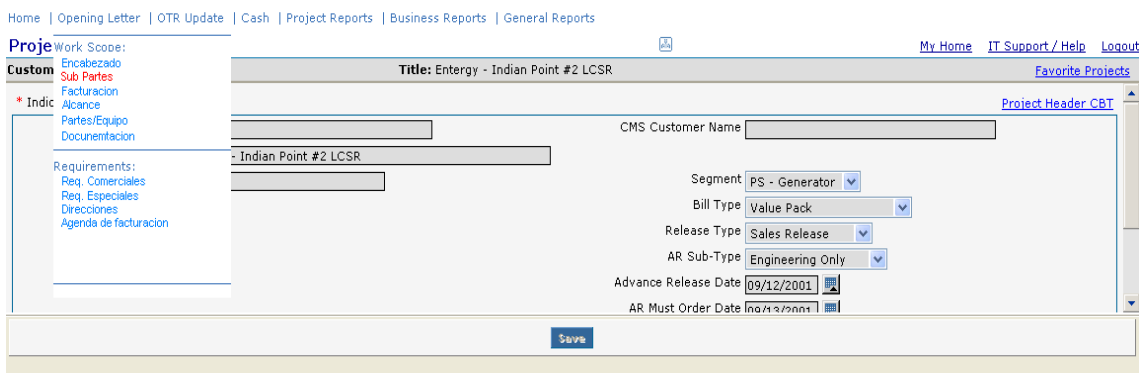 Home | Opening Letter | OTR Update | Cash | Project Reports | Business Reports | General Reports
Proje
My Home IT Support / Help Logout
Custom
Title: Entergy - Indian Point #2 LCSR
Favorite Projects
* Indic
Project Header CBT
Work Scope:
Encabezado
Sub Partes
Facturacion
Alcance
Partes/Equipo
Documemtacion
Requirements:
Req. Comerciales
Req. Especiales
Direcciones
Agenda de facturacion
- Indian Point #2 LCSR
CMS Customer Name
Segment PS - Generator
Bill Type Value Pack
Release Type Sales Release
AR Sub-Type Engineering Only
Advance Release Date 09/12/2001
AR Must Order Date 09/13/2001
Save